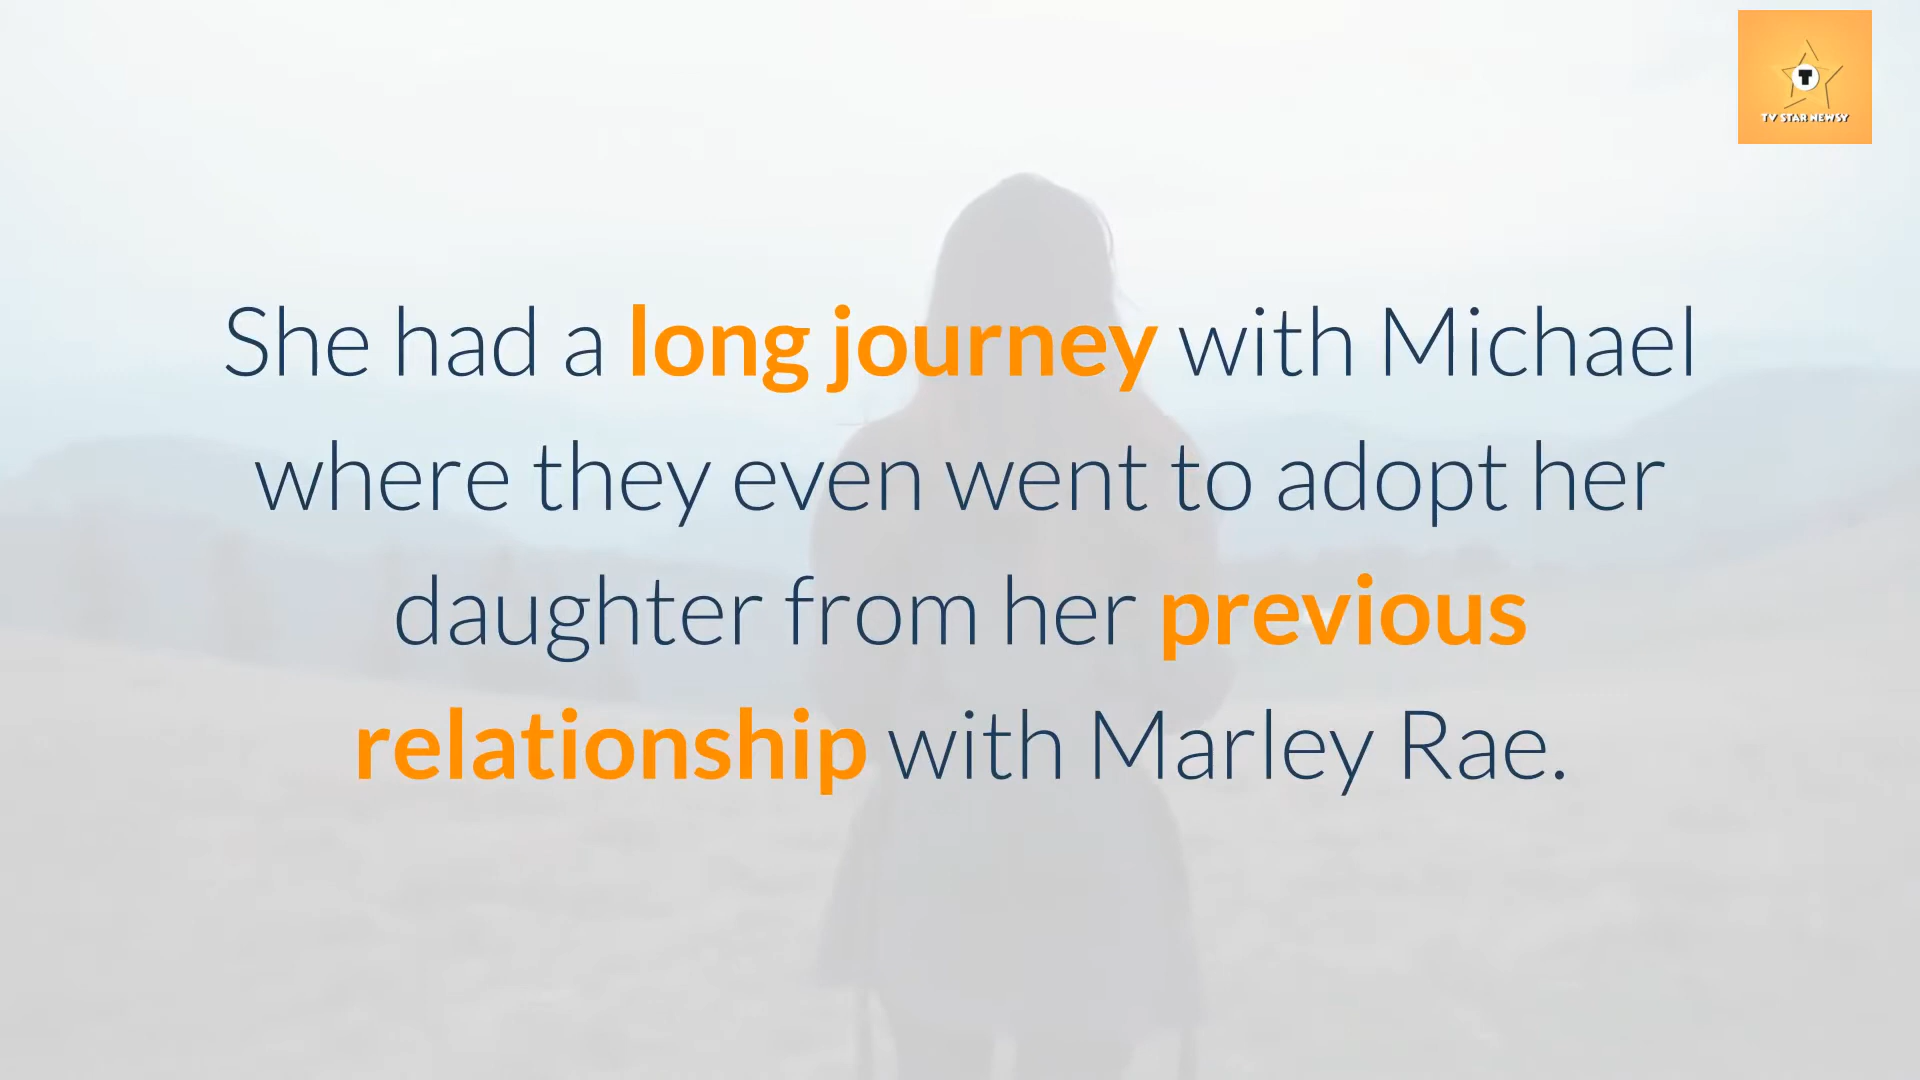 T
TV STAR NEWSY
She had a long journey with Michael
where they even went to adopt her
daughter from her previous
relationship with Marley Rae.